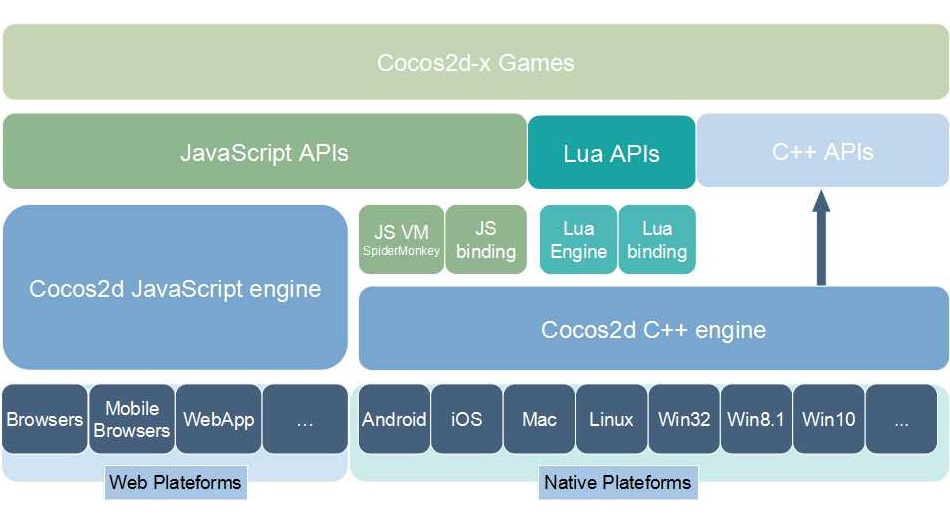 Cocos2d-x Games
JavaScript APIs
Lua APIs
C++ APIs
JS VM
SpiderMonkey
JS
binding
Lua
Engine
Lua
binding
Cocos2d JavaScript engine
Cocos2d C++ engine
Browsers
Mobile
Browsers
WebApp
...
Android
iOS
Mac
Linux
Win32
Win8.1
Win10
...
Web Plateforms
Native Plateforms